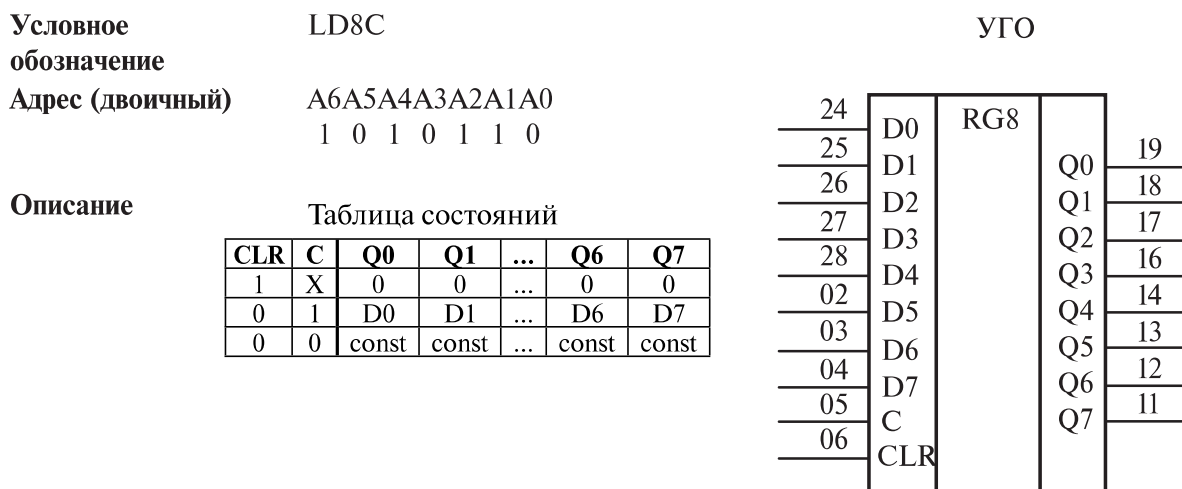 Условное LD8C
обозначение
Адрес (двоичный) A6A5A4A3A2A1A0
1 0 1 0 1 1 0
Описание
Таблица состояний
CLR C Q0 Q1 ... Q6 Q7
1 X 0 0 ... 0 0
0 1 D0 D1 ... D6 D7
0 0 const const ... const const
УГО
RG8
24 D0
25 D1
26 D2
27 D3
28 D4
02 D5
03 D6
04 D7
05 C
06 CLR
Q0 19
Q1 18
Q2 17
Q3 16
Q4 14
Q5 13
Q6 12
Q7 11